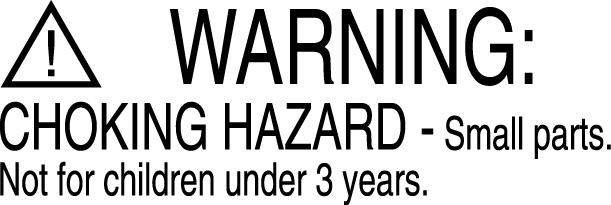 WARNING:
CHOKING HAZARD - Small parts.
Not for children under 3 years.